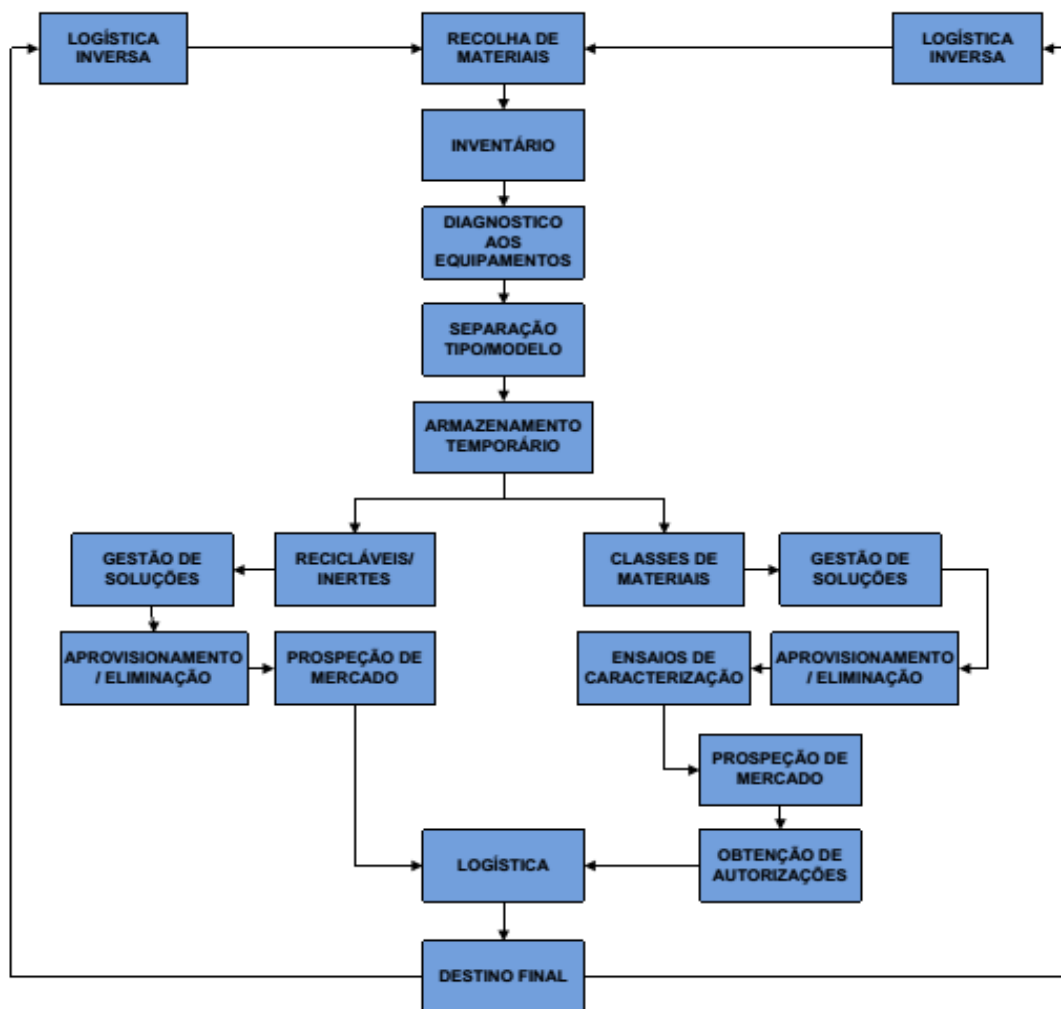 LOGÍSTICA
INVERSA
RECOLHA DE
MATERIAIS
LOGÍSTICA
INVERSA
INVENTÁRIO
DIAGNOSTICO
AOS
EQUIPAMENTOS
SEPARAÇÃO
TIPO/MODELO
ARMAZENAMENTO
TEMPORÁRIO
GESTÃO DE
SOLUÇÕES
RECICLÁVEIS/
INERTES
CLASSES DE
MATERIAIS
GESTÃO DE
SOLUÇÕES
APROVISIONAMENTO
/ ELIMINAÇÃO
PROSPEÇÃO DE
MERCADO
ENSAIOS DE
CARACTERIZAÇÃO
APROVISIONAMENTO
/ ELIMINAÇÃO
PROSPEÇÃO DE
MERCADO
LOGÍSTICA
OBTENÇÃO DE
AUTORIZAÇÕES
DESTINO FINAL